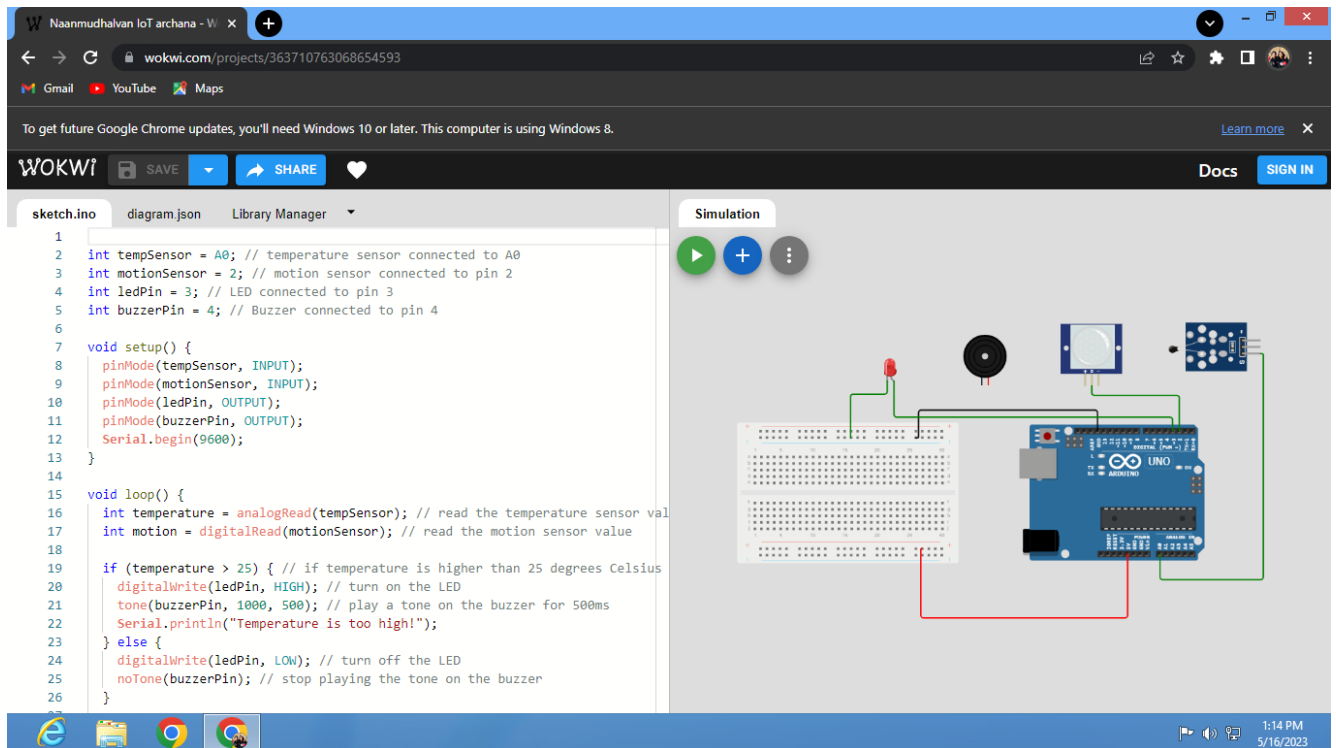 Naanmudhalvan IoT archana - W
wokwi.com/projects/363710763068654593
Gmail YouTube Maps
To get future Google Chrome updates, you'll need Windows 10 or later. This computer is using Windows 8. Learn more
WOKWi SAVE SHARE Docs SIGN IN
sketch.ino diagram.json Library Manager
1
2 int tempSensor = A0; // temperature sensor connected to A0
3 int motionSensor = 2; // motion sensor connected to pin 2
4 int ledPin = 3; // LED connected to pin 3
5 int buzzerPin = 4; // Buzzer connected to pin 4
6
7 void setup() {
8 pinMode(tempSensor, INPUT);
9 pinMode(motionSensor, INPUT);
10 pinMode(ledPin, OUTPUT);
11 pinMode(buzzerPin, OUTPUT);
12 Serial.begin(9600);
13 }
14
15 void loop() {
16 int temperature = analogRead(tempSensor); // read the temperature sensor val
17 int motion = digitalRead(motionSensor); // read the motion sensor value
18
19 if (temperature > 25) { // if temperature is higher than 25 degrees Celsius
20 digitalWrite(ledPin, HIGH); // turn on the LED
21 tone(buzzerPin, 1000, 500); // play a tone on the buzzer for 500ms
22 Serial.println("Temperature is too high!");
23 } else {
24 digitalWrite(ledPin, LOW); // turn off the LED
25 noTone(buzzerPin); // stop playing the tone on the buzzer
26 }
Simulation
DIGITAL (PWM ~)
UNO
ARDUINO
POWER
ANALOG IN
1:14 PM
5/16/2023